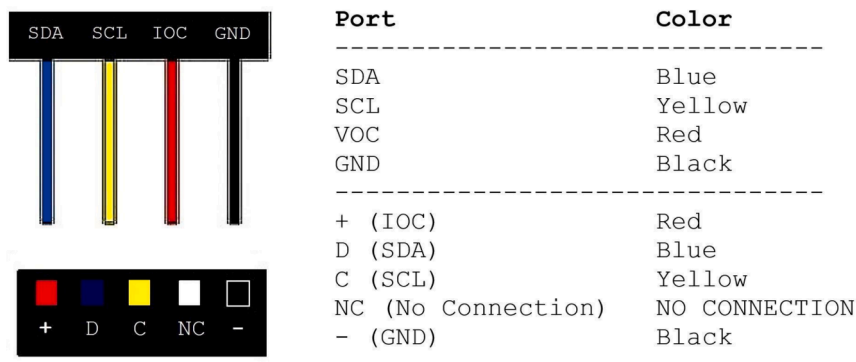 SDA SCL IOC GND
+ D C NC -
Port Color
---------------------------------
SDA Blue
SCL Yellow
VOC Red
GND Black
---------------------------------
+ (IOC) Red
D (SDA) Blue
C (SCL) Yellow
NC (No Connection) NO CONNECTION
- (GND) Black